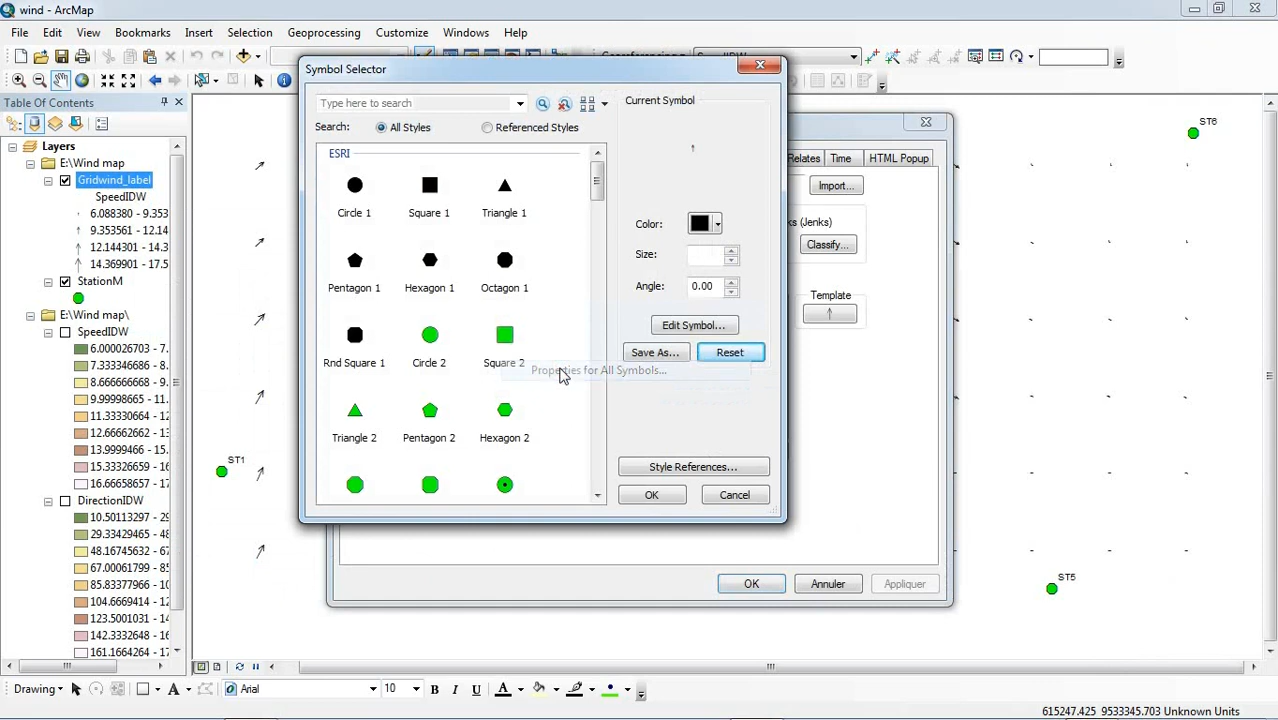 wind - ArcMap
File Edit View Bookmarks Insert Selection Geoprocessing Customize Windows Help
Table Of Contents
Layers
E:\Wind map
Gridwind_label
SpeedIDW
6.088380 - 9.353
9.353561 - 12.14
12.144301 - 14.3
14.369901 - 17.5
StationM
E:\Wind map\
SpeedIDW
6.000026703 - 7.
7.333346686 - 8.
8.666666668 - 9.
9.99998665 - 11.
11.33330664 - 12
12.66662662 - 13
13.9999466 - 15.
15.33326659 - 16
16.66658657 - 17
DirectionIDW
10.50113297 - 29
29.33429465 - 48
48.16745632 - 67
67.00061799 - 85
85.83377966 - 10
104.6669414 - 12
123.5001031 - 14
142.3332648 - 16
161.1664264 - 17
Symbol Selector
Type here to search
Search: All Styles Referenced Styles
ESRI
Circle 1 Square 1 Triangle 1
Pentagon 1 Hexagon 1 Octagon 1
Rnd Square 1 Circle 2 Square 2
Triangle 2 Pentagon 2 Hexagon 2
Properties for All Symbols...
Current Symbol
Color:
Size:
Angle: 0.00
Edit Symbol...
Save As... Reset
Style References...
OK Cancel
Relates Time HTML Popup
Import...
ks (Jenks)
Classify...
Template
OK Annuler Appliquer
ST6
ST1
ST5
Drawing Arial 10 B I U A A
615247.425 9533345.703 Unknown Units